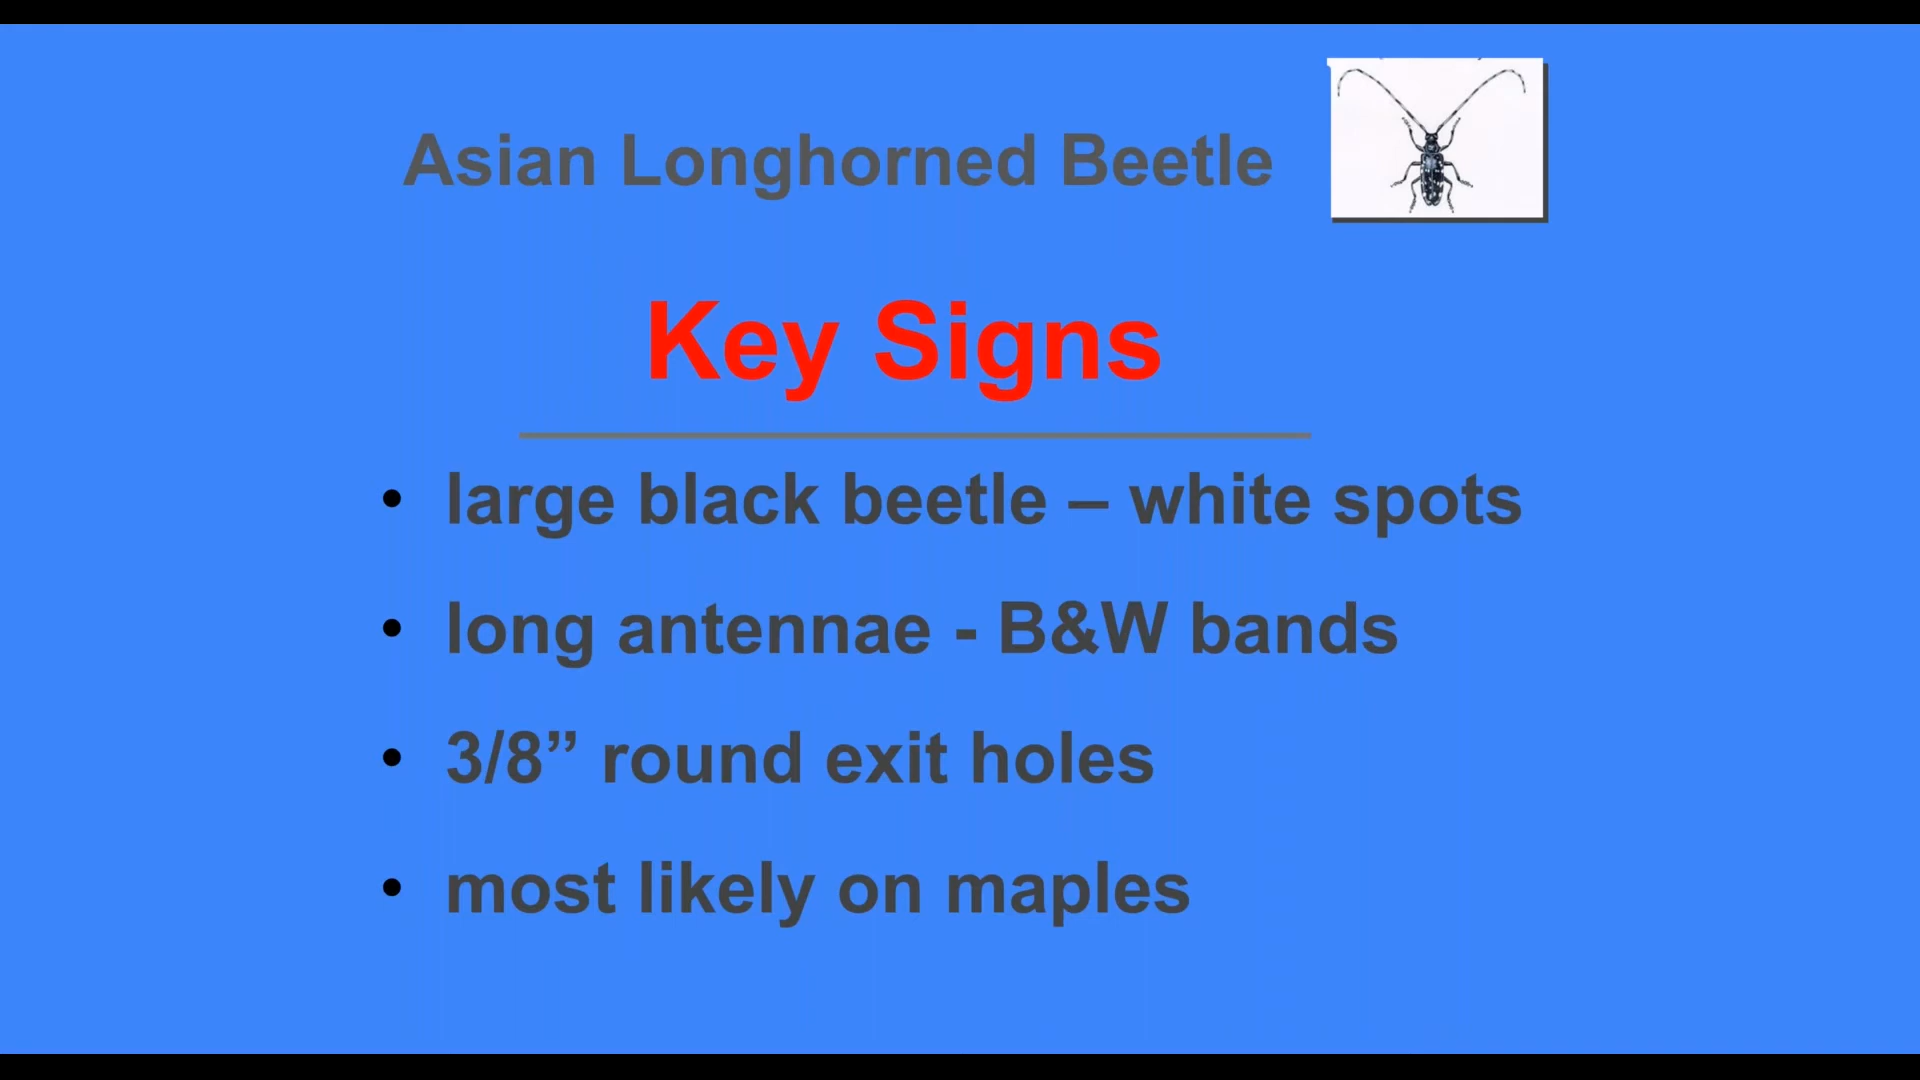 Asian Longhorned Beetle
Key Signs
• large black beetle – white spots
• long antennae - B&W bands
• 3/8” round exit holes
• most likely on maples